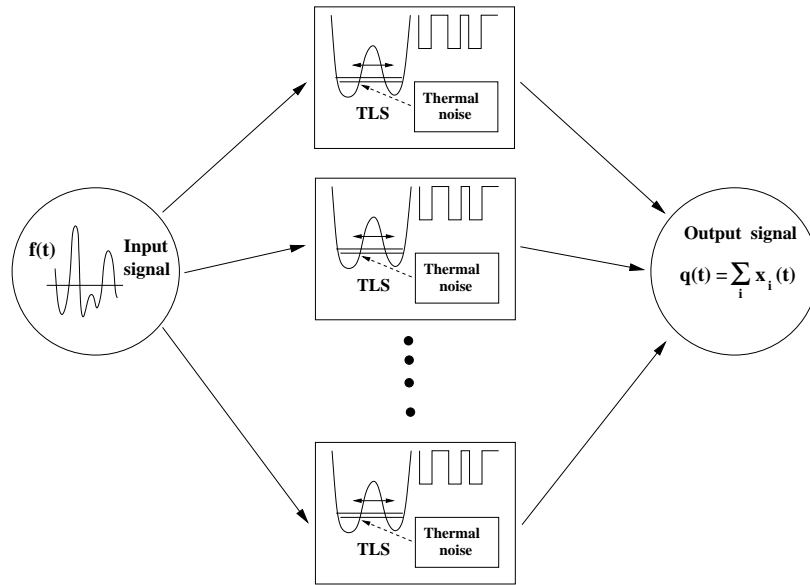 f(t)
Input
signal
TLS
Thermal
noise
TLS
Thermal
noise
TLS
Thermal
noise
Output signal
q(t) = ∑ x i (t)
i